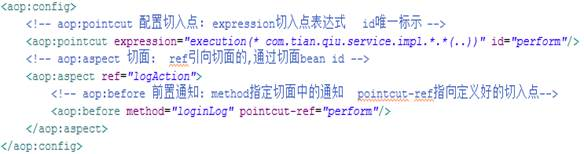 <aop:config>
<!-- aop:pointcut 配置切入点：expression切入点表达式  id唯一标示 -->
<aop:pointcut expression="execution(* com.tian.qiu.service.impl.*.*(..))" id="perform"/>
<!-- aop:aspect 切面： ref引向切面的,通过切面bean id -->
<aop:aspect ref="logAction">
<!-- aop:before 前置通知：method指定切面中的通知  pointcut-ref指向定义好的切入点-->
<aop:before method="loginLog" pointcut-ref="perform"/>
</aop:aspect>
</aop:config>